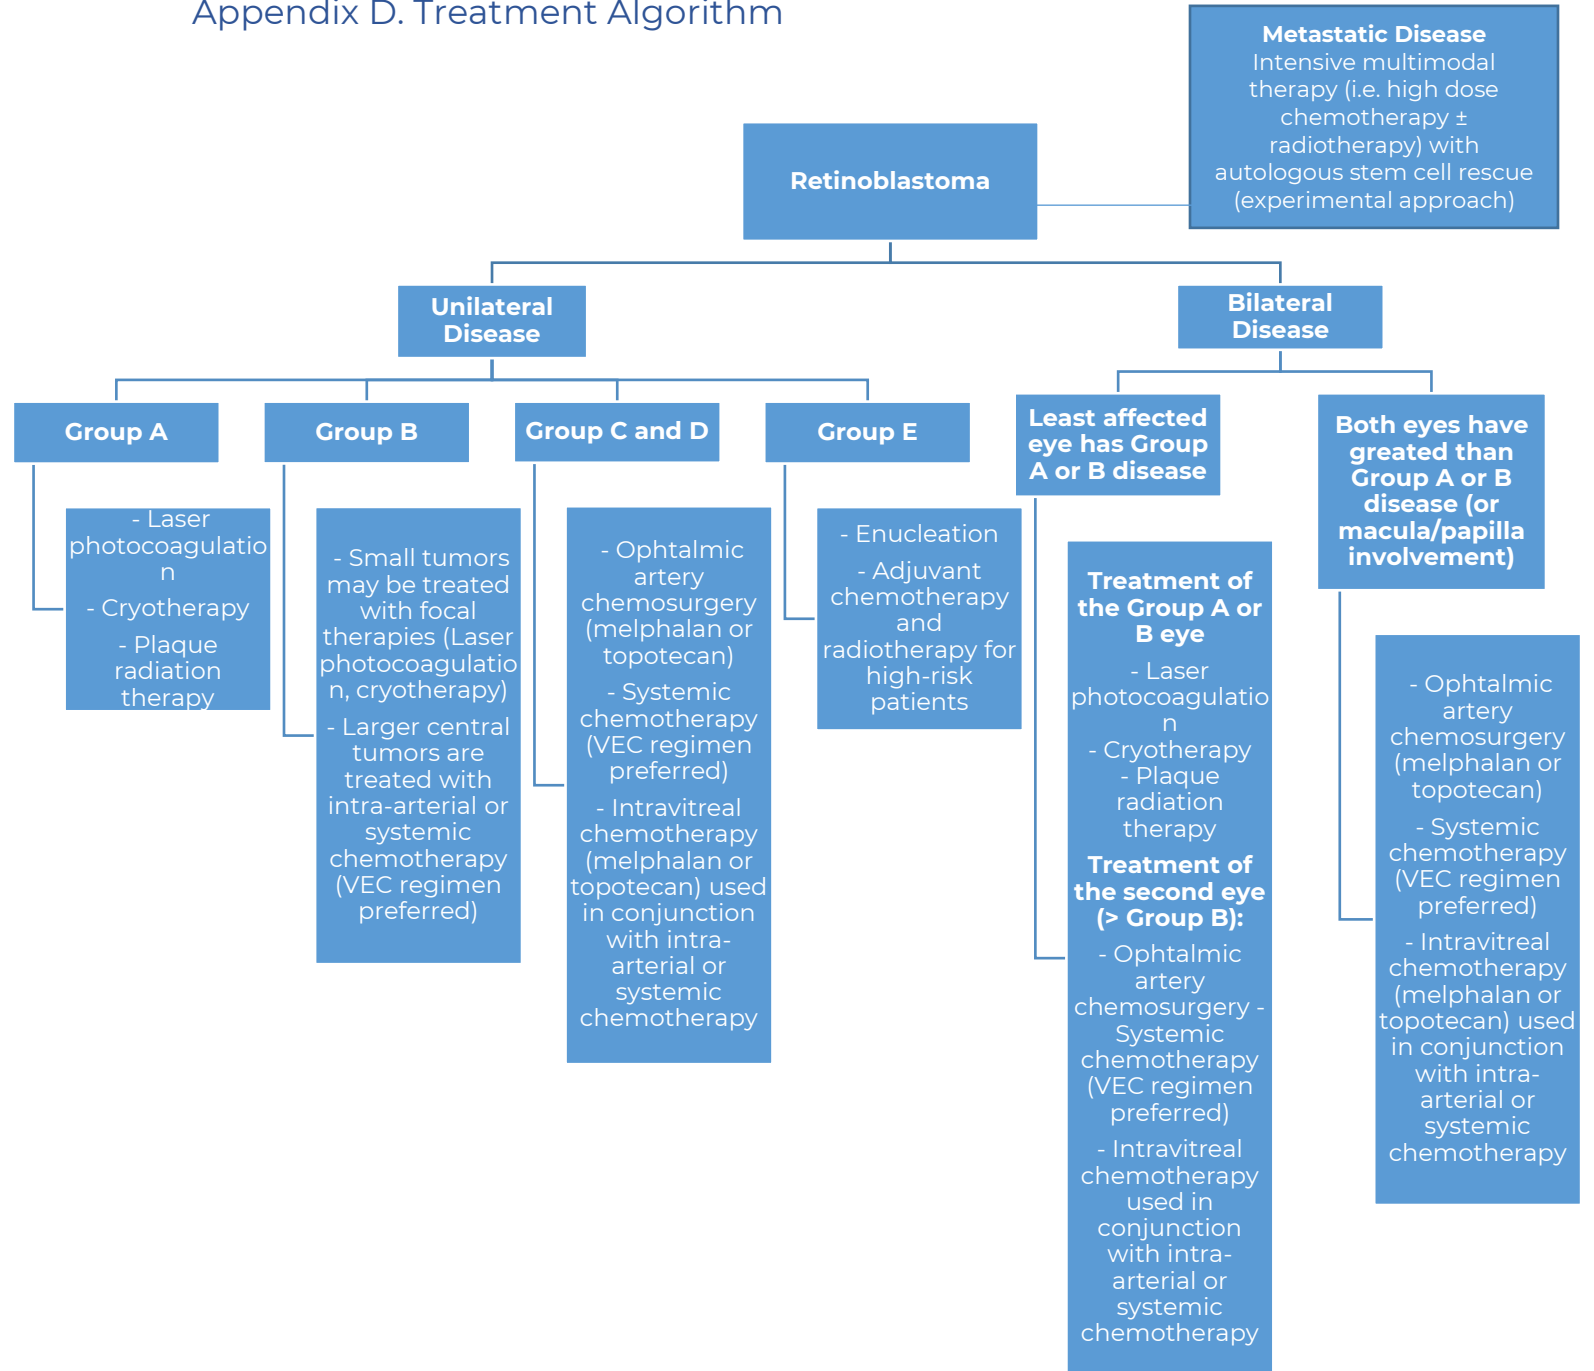 Appendix D. Treatment Algorithm
Metastatic Disease
Intensive multimodal
therapy (i.e. high dose
chemotherapy ±
radiotherapy) with
autologous stem cell rescue
(experimental approach)
Retinoblastoma
Unilateral
Disease
Bilateral
Disease
Group A
- Laser
photocoagulatio
n
- Cryotherapy
- Plaque
radiation
therapy
Group B
- Small tumors
may be treated
with focal
therapies (Laser
photocoagulatio
n, cryotherapy)
- Larger central
tumors are
treated with
intra-arterial or
systemic
chemotherapy
(VEC regimen
preferred)
Group C and D
- Ophtalmic
artery
chemosurgery
(melphalan or
topotecan)
- Systemic
chemotherapy
(VEC regimen
preferred)
- Intravitreal
chemotherapy
(melphalan or
topotecan) used
in conjunction
with intra-
arterial or
systemic
chemotherapy
Group E
- Enucleation
- Adjuvant
chemotherapy
and
radiotherapy for
high-risk
patients
Least affected
eye has Group
A or B disease
Treatment of
the Group A or
B eye
- Laser
photocoagulatio
n
- Cryotherapy
- Plaque
radiation
therapy
Treatment of
the second eye
(> Group B):
- Ophtalmic
artery
chemosurgery -
Systemic
chemotherapy
(VEC regimen
preferred)
- Intravitreal
chemotherapy
used in
conjunction
with intra-
arterial or
systemic
chemotherapy
Both eyes have
greated than
Group A or B
disease (or
macula/papilla
involvement)
- Ophtalmic
artery
chemosurgery
(melphalan or
topotecan)
- Systemic
chemotherapy
(VEC regimen
preferred)
- Intravitreal
chemotherapy
(melphalan or
topotecan) used
in conjunction
with intra-
arterial or
systemic
chemotherapy